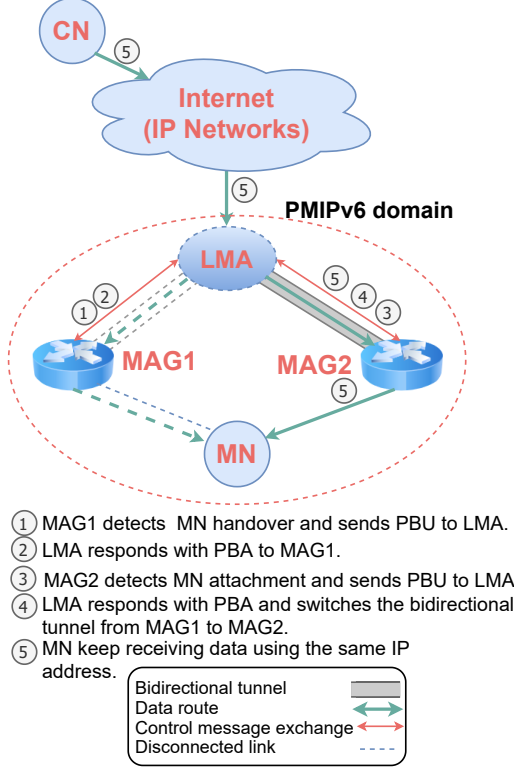 CN
5
Internet
(IP Networks)
5
PMIPv6 domain
LMA
2
1
5
4
3
MAG1
MAG2
5
MN
1 MAG1 detects MN handover and sends PBU to LMA.
2 LMA responds with PBA to MAG1.
3 MAG2 detects MN attachment and sends PBU to LMA
4 LMA responds with PBA and switches the bidirectional
tunnel from MAG1 to MAG2.
5 MN keep receiving data using the same IP
address.
Bidirectional tunnel
Data route
Control message exchange
Disconnected link